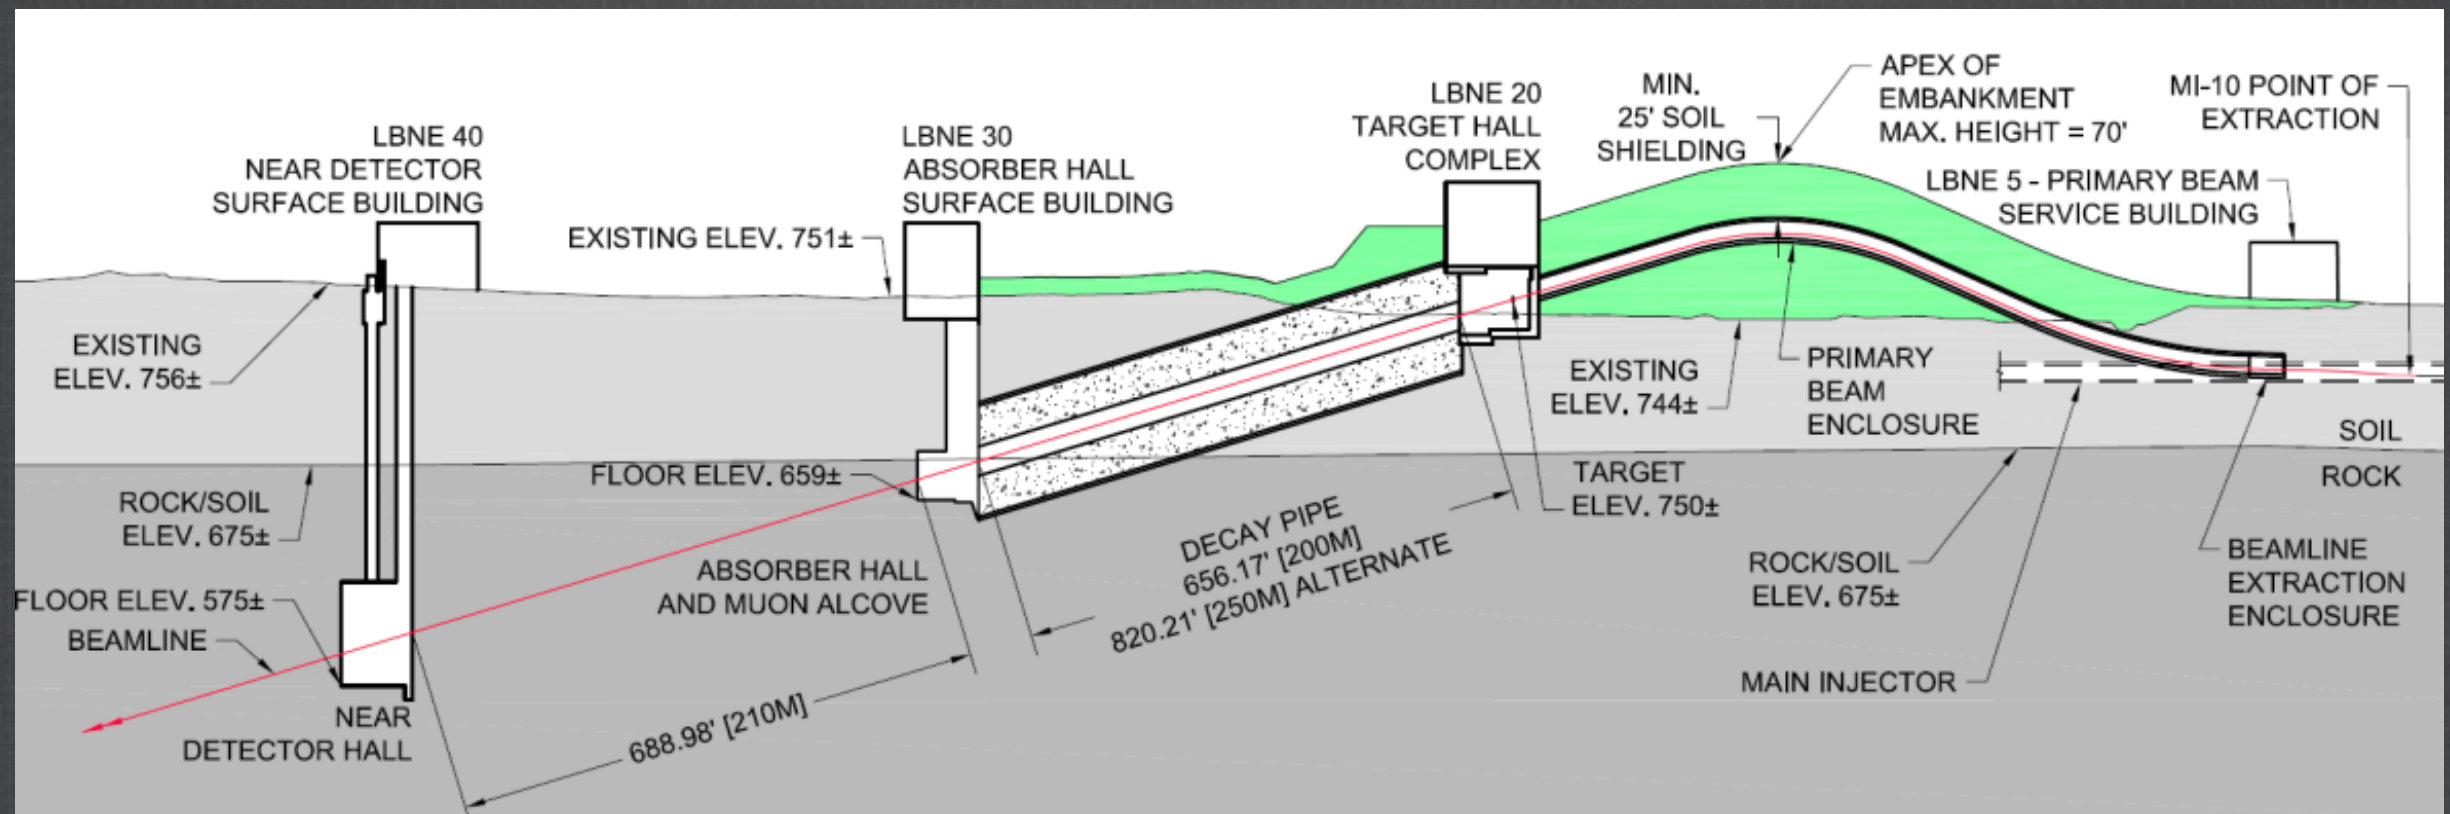 LBNE 40
NEAR DETECTOR
SURFACE BUILDING
EXISTING
ELEV. 756±
ROCK/SOIL
ELEV. 675±
FLOOR ELEV. 575±
BEAMLINE
NEAR
DETECTOR HALL
688.98' [210M]
EXISTING ELEV. 751±
LBNE 30
ABSORBER HALL
SURFACE BUILDING
FLOOR ELEV. 659±
ABSORBER HALL
AND MUON ALCOVE
DECAY PIPE
656.17' [200M]
820.21' [250M] ALTERNATE
LBNE 20
TARGET HALL
COMPLEX
TARGET
ELEV. 750±
MIN.
25' SOIL
SHIELDING
APEX OF
EMBANKMENT
MAX. HEIGHT = 70'
EXISTING
ELEV. 744±
PRIMARY
BEAM
ENCLOSURE
MI-10 POINT OF
EXTRACTION
LBNE 5 - PRIMARY BEAM
SERVICE BUILDING
SOIL
ROCK
ROCK/SOIL
ELEV. 675±
MAIN INJECTOR
BEAMLINE
EXTRACTION
ENCLOSURE